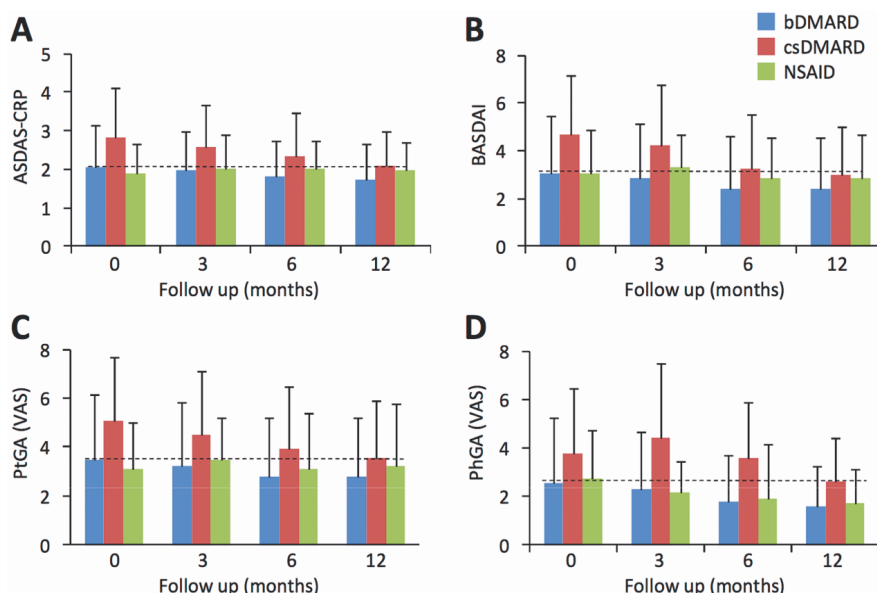 A
ASDAS-CRP
5
4
3
2
1
0
0 3 6 12
Follow up (months)
B
BASDAI
8
6
4
2
0
0 3 6 12
Follow up (months)
bDMARD
csDMARD
NSAID
C
PtGA (VAS)
8
6
4
2
0
0 3 6 12
Follow up (months)
D
PhGA (VAS)
8
6
4
2
0
0 3 6 12
Follow up (months)